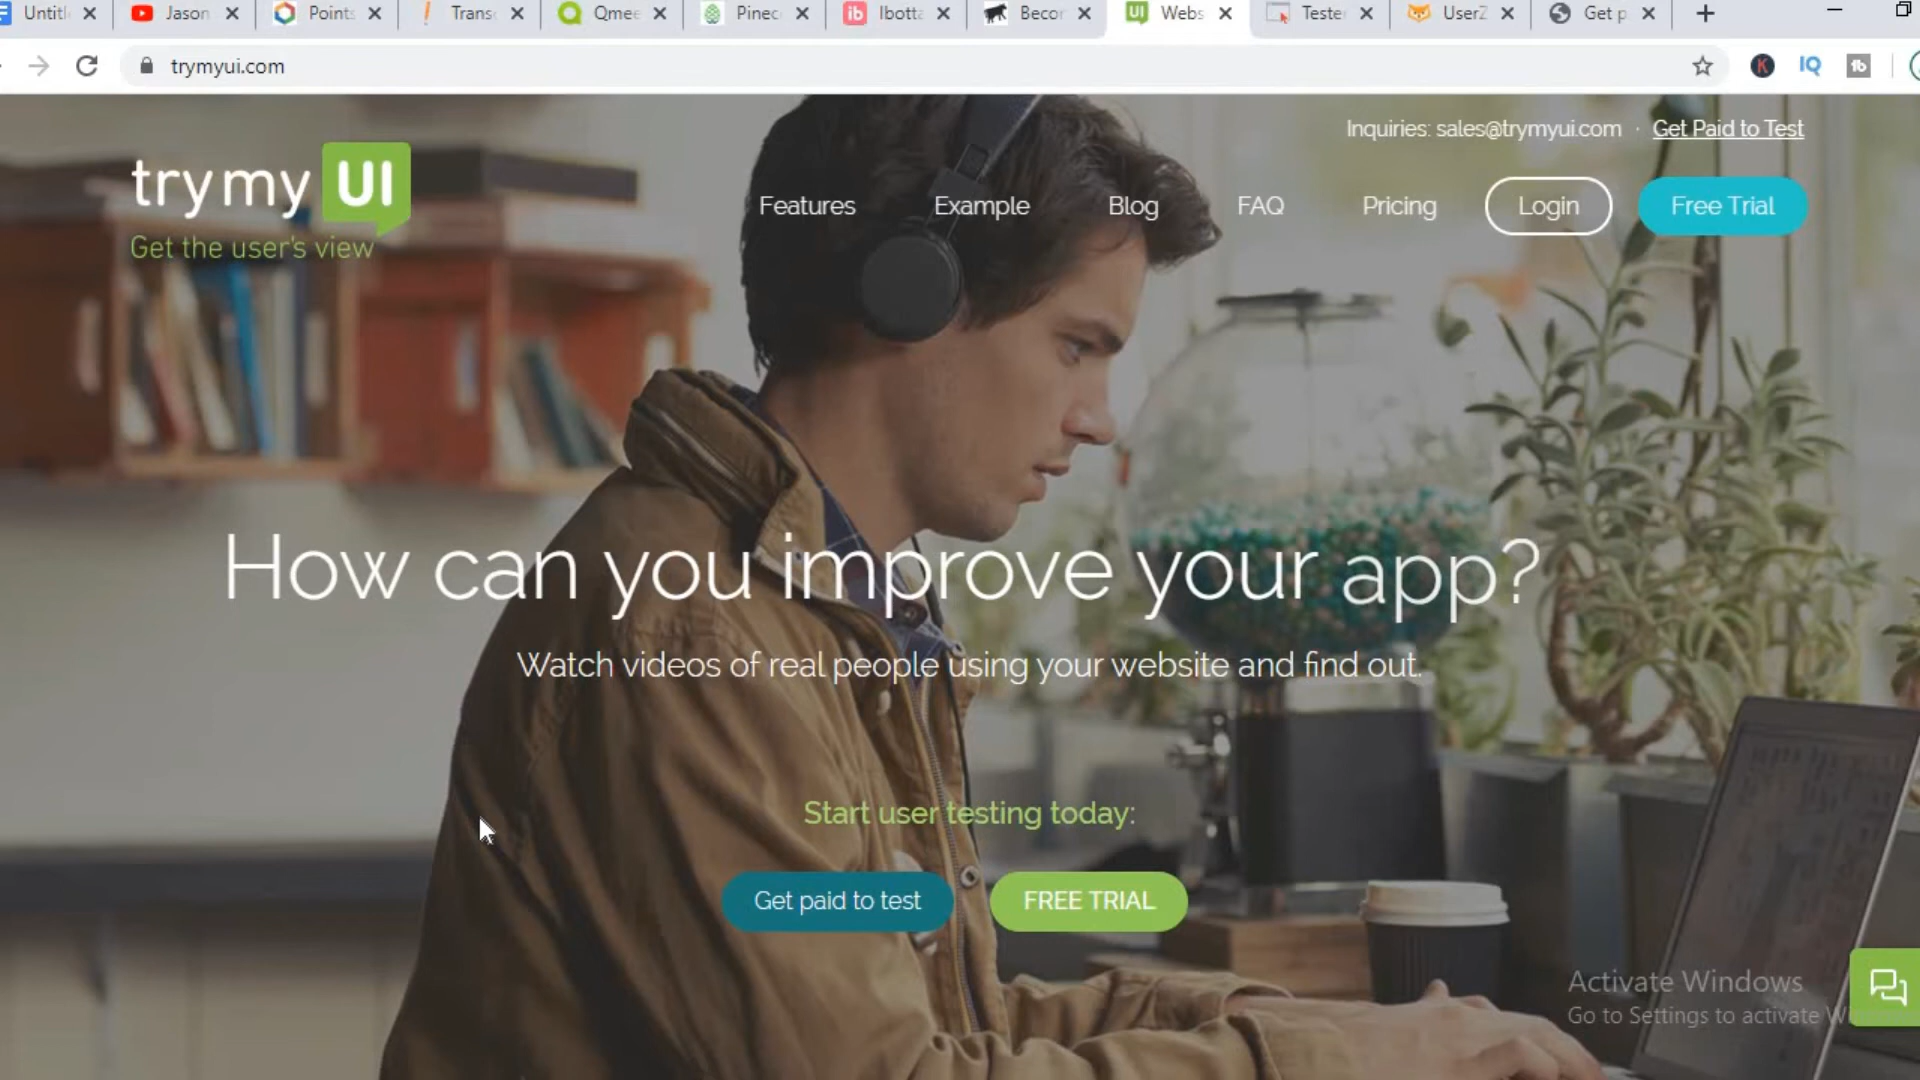 Untitl
Jason
Points
Trans
Qmee
Pinec
ib
Ibotta
Becor
UI
Webs
Teste
UserZ
Get p
trymyui.com
K
IQ
Inquiries: sales@trymyui.com · Get Paid to Test
try my UI
Get the user's view
Features
Example
Blog
FAQ
Pricing
Login
Free Trial
How can you improve your app?
Watch videos of real people using your website and find out.
Start user testing today:
Get paid to test
FREE TRIAL
Activate Windows
Go to Settings to activate